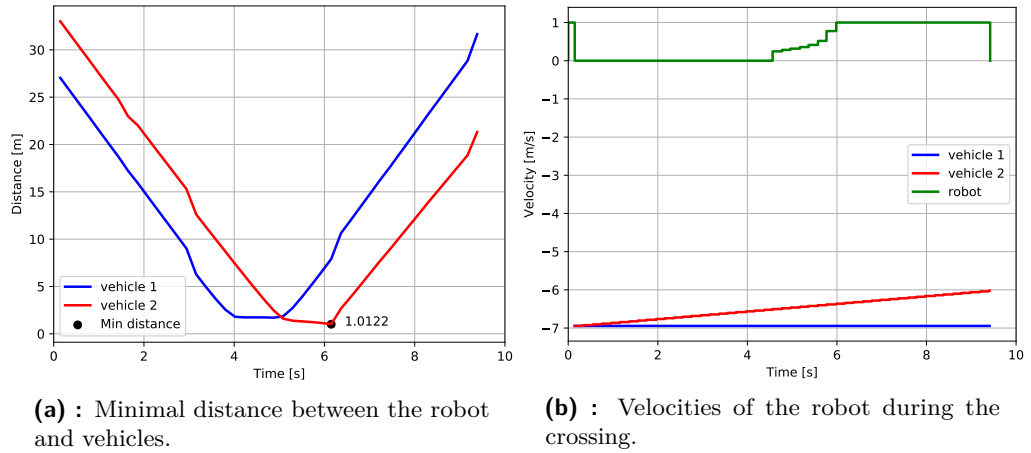 30
25
20
15
10
5
0
Distance [m]
vehicle 1
vehicle 2
Min distance
1.0122
0 2 4 6 8 10
Time [s]
(a) : Minimal distance between the robot
and vehicles.
1
0
−1
−2
−3
−4
−5
−6
−7
Velocity [m/s]
vehicle 1
vehicle 2
robot
0 2 4 6 8 10
Time [s]
(b) : Velocities of the robot during the
crossing.